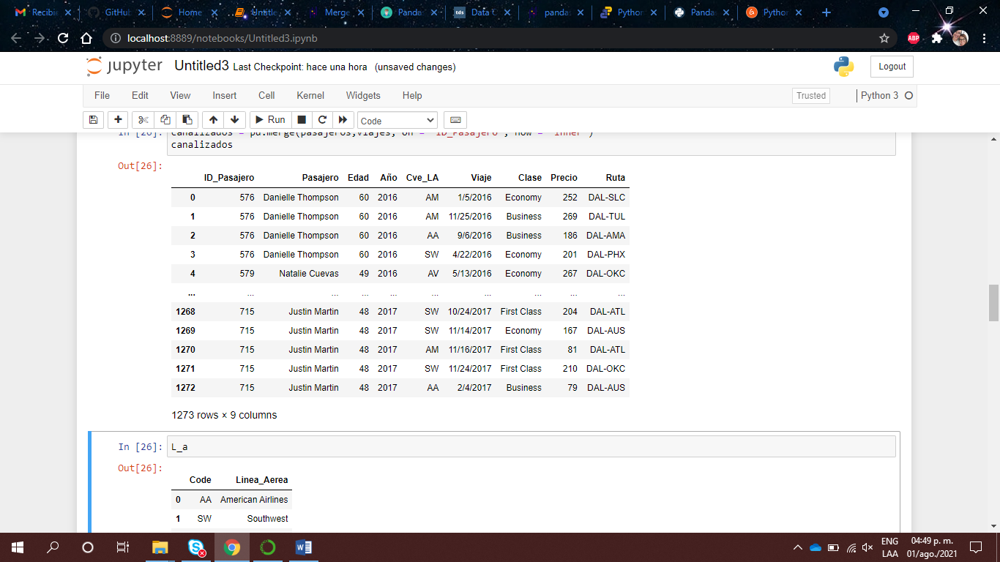 Recibie GitHub Home Untitle Merge Panda Data pandas Python Panda Python
localhost:8889/notebooks/Untitled3.ipynb ABP
jupyter Untitled3 Last Checkpoint: hace una hora (unsaved changes) Logout
File Edit View Insert Cell Kernel Widgets Help Trusted Python 3
Run Code
In [26]: canalizados = pd.merge(pasajeros,viajes, on = 'ID_Pasajero', how = 'inner')
canalizados
Out[26]:
ID_Pasajero Pasajero Edad Año Cve_LA Viaje Clase Precio Ruta
0 576 Danielle Thompson 60 2016 AM 1/5/2016 Economy 252 DAL-SLC
1 576 Danielle Thompson 60 2016 AM 11/25/2016 Business 269 DAL-TUL
2 576 Danielle Thompson 60 2016 AA 9/6/2016 Business 186 DAL-AMA
3 576 Danielle Thompson 60 2016 SW 4/22/2016 Economy 201 DAL-PHX
4 579 Natalie Cuevas 49 2016 AV 5/13/2016 Economy 267 DAL-OKC
... ... ... ... ... ... ... ... ... ...
1268 715 Justin Martin 48 2017 SW 10/24/2017 First Class 204 DAL-ATL
1269 715 Justin Martin 48 2017 SW 11/14/2017 Economy 167 DAL-AUS
1270 715 Justin Martin 48 2017 AM 11/16/2017 First Class 81 DAL-ATL
1271 715 Justin Martin 48 2017 SW 11/24/2017 First Class 210 DAL-OKC
1272 715 Justin Martin 48 2017 AA 2/4/2017 Business 79 DAL-AUS
1273 rows × 9 columns
In [26]: L_a
Out[26]:
Code Linea_Aerea
0 AA American Airlines
1 SW Southwest
ENG 04:49 p. m.
LAA 01/ago./2021